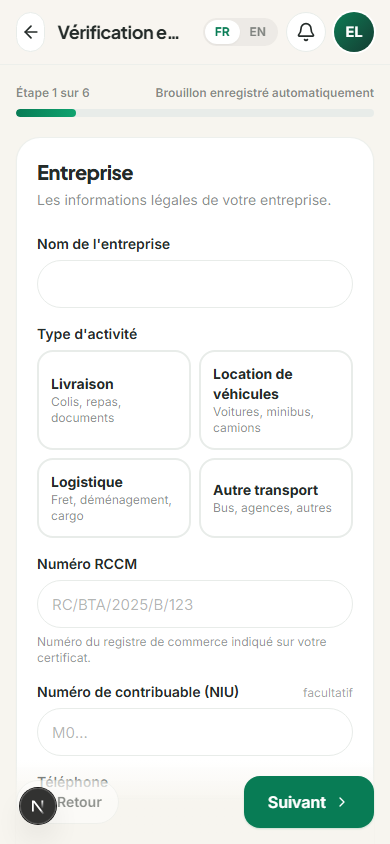 Vérification e...
FR
EN
EL
Étape 1 sur 6
Brouillon enregistré automatiquement
Entreprise
Les informations légales de votre entreprise.
Nom de l'entreprise
Type d'activité
Livraison
Colis, repas,
documents
Location de
véhicules
Voitures, minibus,
camions
Logistique
Fret, déménagement,
cargo
Autre transport
Bus, agences, autres
Numéro RCCM
RC/BTA/2025/B/123
Numéro du registre de commerce indiqué sur votre
certificat.
Numéro de contribuable (NIU)
facultatif
M0...
Téléphone
N
Retour
Suivant